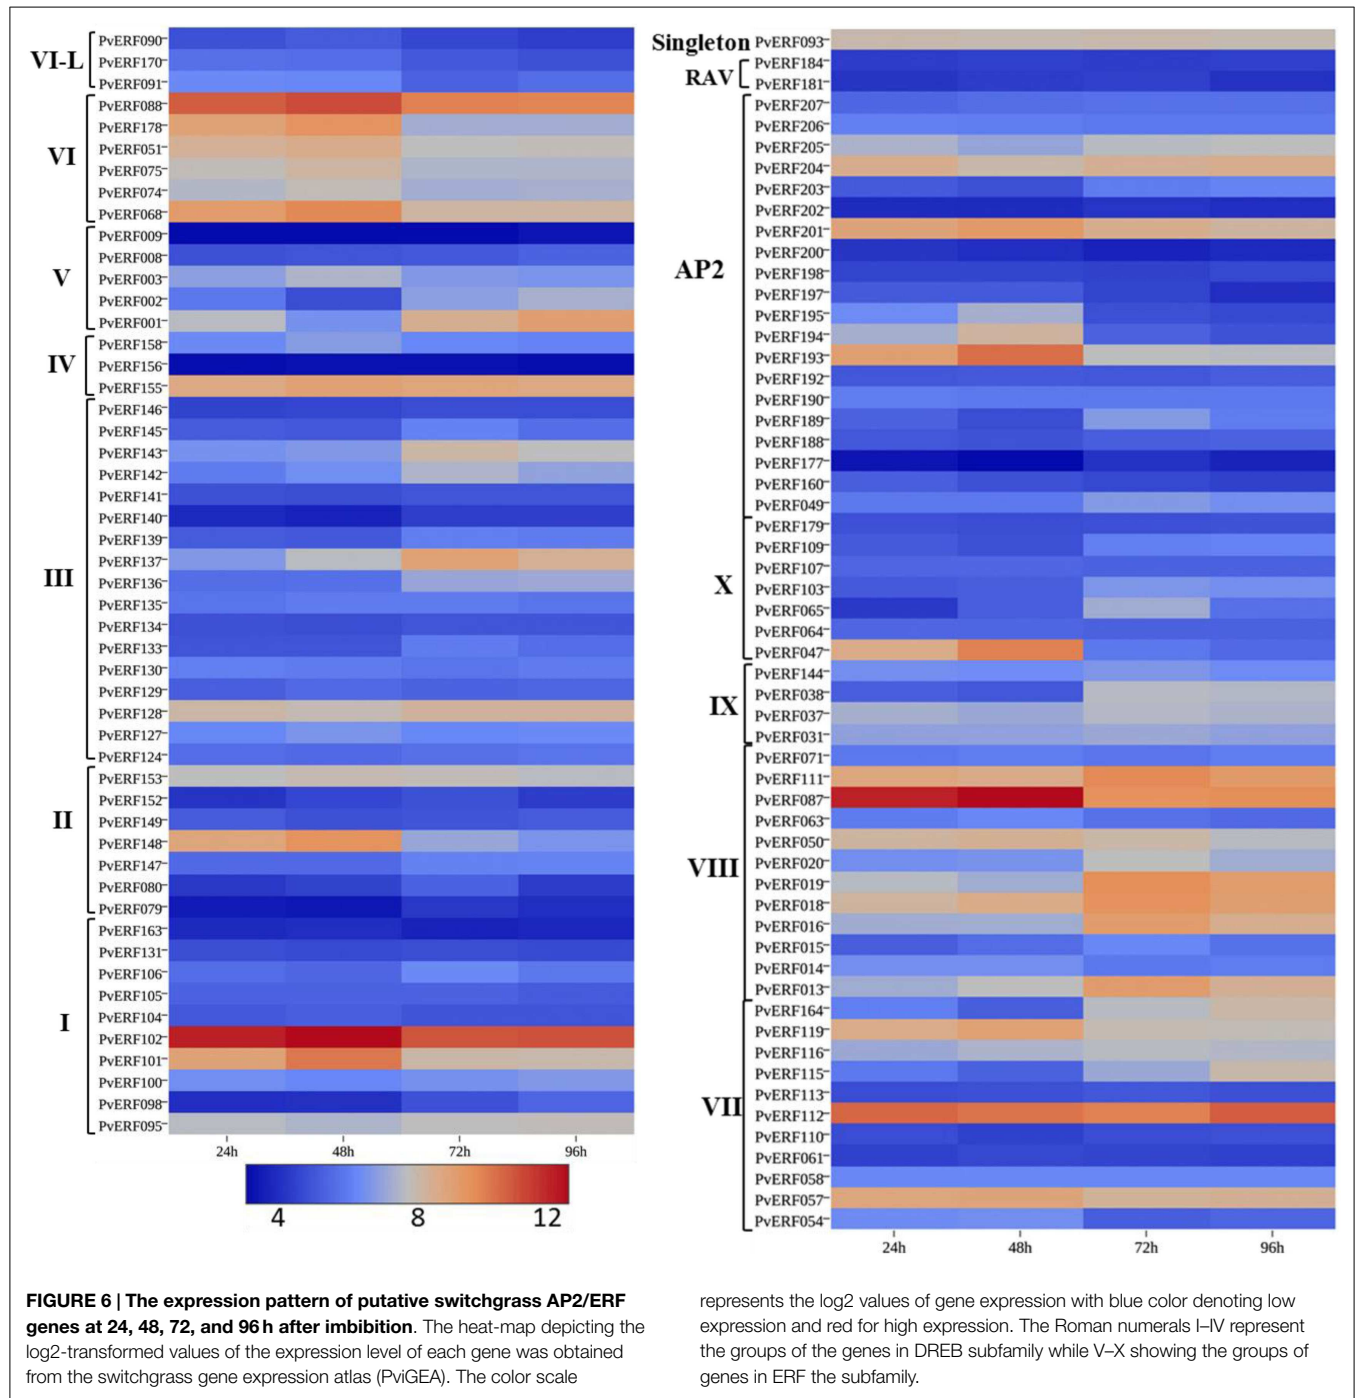 VI-L
PvERF090
PvERF170
PvERF091
VI
PvERF088
PvERF178
PvERF051
PvERF075
PvERF074
PvERF068
V
PvERF009
PvERF008
PvERF003
PvERF002
PvERF001
IV
PvERF158
PvERF156
PvERF155
III
PvERF146
PvERF145
PvERF143
PvERF142
PvERF141
PvERF140
PvERF139
PvERF137
PvERF136
PvERF135
PvERF134
PvERF133
PvERF130
PvERF129
PvERF128
PvERF127
PvERF124
II
PvERF153
PvERF152
PvERF149
PvERF148
PvERF147
PvERF080
PvERF079
I
PvERF163
PvERF131
PvERF106
PvERF105
PvERF104
PvERF102
PvERF101
PvERF100
PvERF098
PvERF095
24h 48h 72h 96h
4 8 12
Singleton PvERF093
RAV
PvERF184
PvERF181
AP2
PvERF207
PvERF206
PvERF205
PvERF204
PvERF203
PvERF202
PvERF201
PvERF200
PvERF198
PvERF197
PvERF195
PvERF194
PvERF193
PvERF192
PvERF190
PvERF189
PvERF188
PvERF177
PvERF160
PvERF049
X
PvERF179
PvERF109
PvERF107
PvERF103
PvERF065
PvERF064
PvERF047
IX
PvERF144
PvERF038
PvERF037
PvERF031
VIII
PvERF071
PvERF111
PvERF087
PvERF063
PvERF050
PvERF020
PvERF019
PvERF018
PvERF016
PvERF015
PvERF014
PvERF013
VII
PvERF164
PvERF119
PvERF116
PvERF115
PvERF113
PvERF112
PvERF110
PvERF061
PvERF058
PvERF057
PvERF054
24h 48h 72h 96h
FIGURE 6 | The expression pattern of putative switchgrass AP2/ERF
genes at 24, 48, 72, and 96 h after imbibition. The heat-map depicting the
log2-transformed values of the expression level of each gene was obtained
from the switchgrass gene expression atlas (PviGEA). The color scale
represents the log2 values of gene expression with blue color denoting low
expression and red for high expression. The Roman numerals I–IV represent
the groups of the genes in DREB subfamily while V–X showing the groups of
genes in ERF the subfamily.